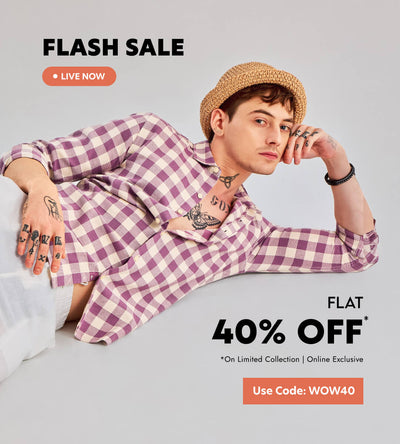 FLASH SALE
LIVE NOW
FLAT
40% OFF*
*On Limited Collection | Online Exclusive
Use Code: WOW40